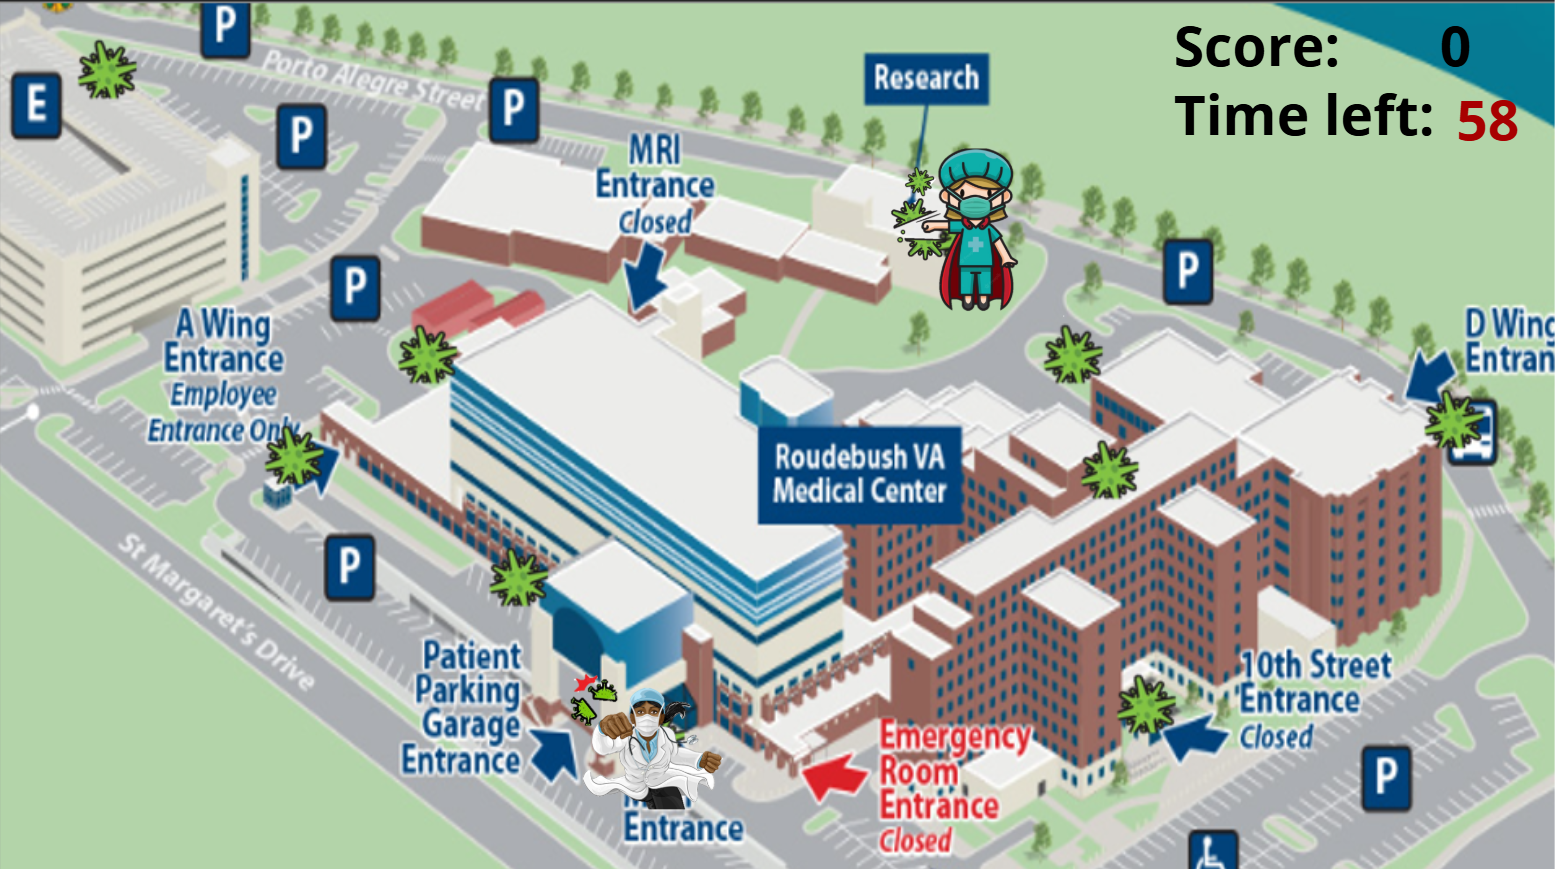 P
Score: 0
Time left: 58
Porto Alegre Street
Research
E
P
P
MRI
Entrance
Closed
P
P
A Wing
Entrance
Employee
Entrance Only
D Wing
Entran
Roudebush VA
Medical Center
P
St Margaret's Drive
Patient
Parking
Garage
Entrance
10th Street
Entrance
Closed
Emergency
Room
Entrance
Closed
P
Entrance